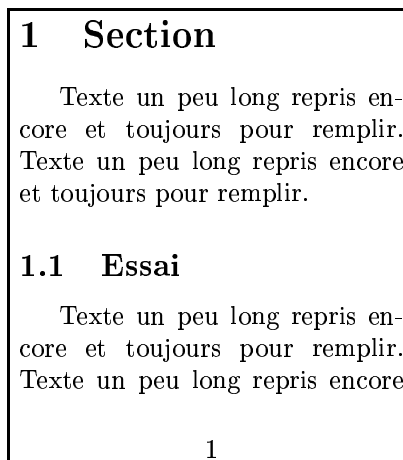 1 Section
Texte un peu long repris en-
core et toujours pour remplir.
Texte un peu long repris encore
et toujours pour remplir.
1.1 Essai
Texte un peu long repris en-
core et toujours pour remplir.
Texte un peu long repris encore
1